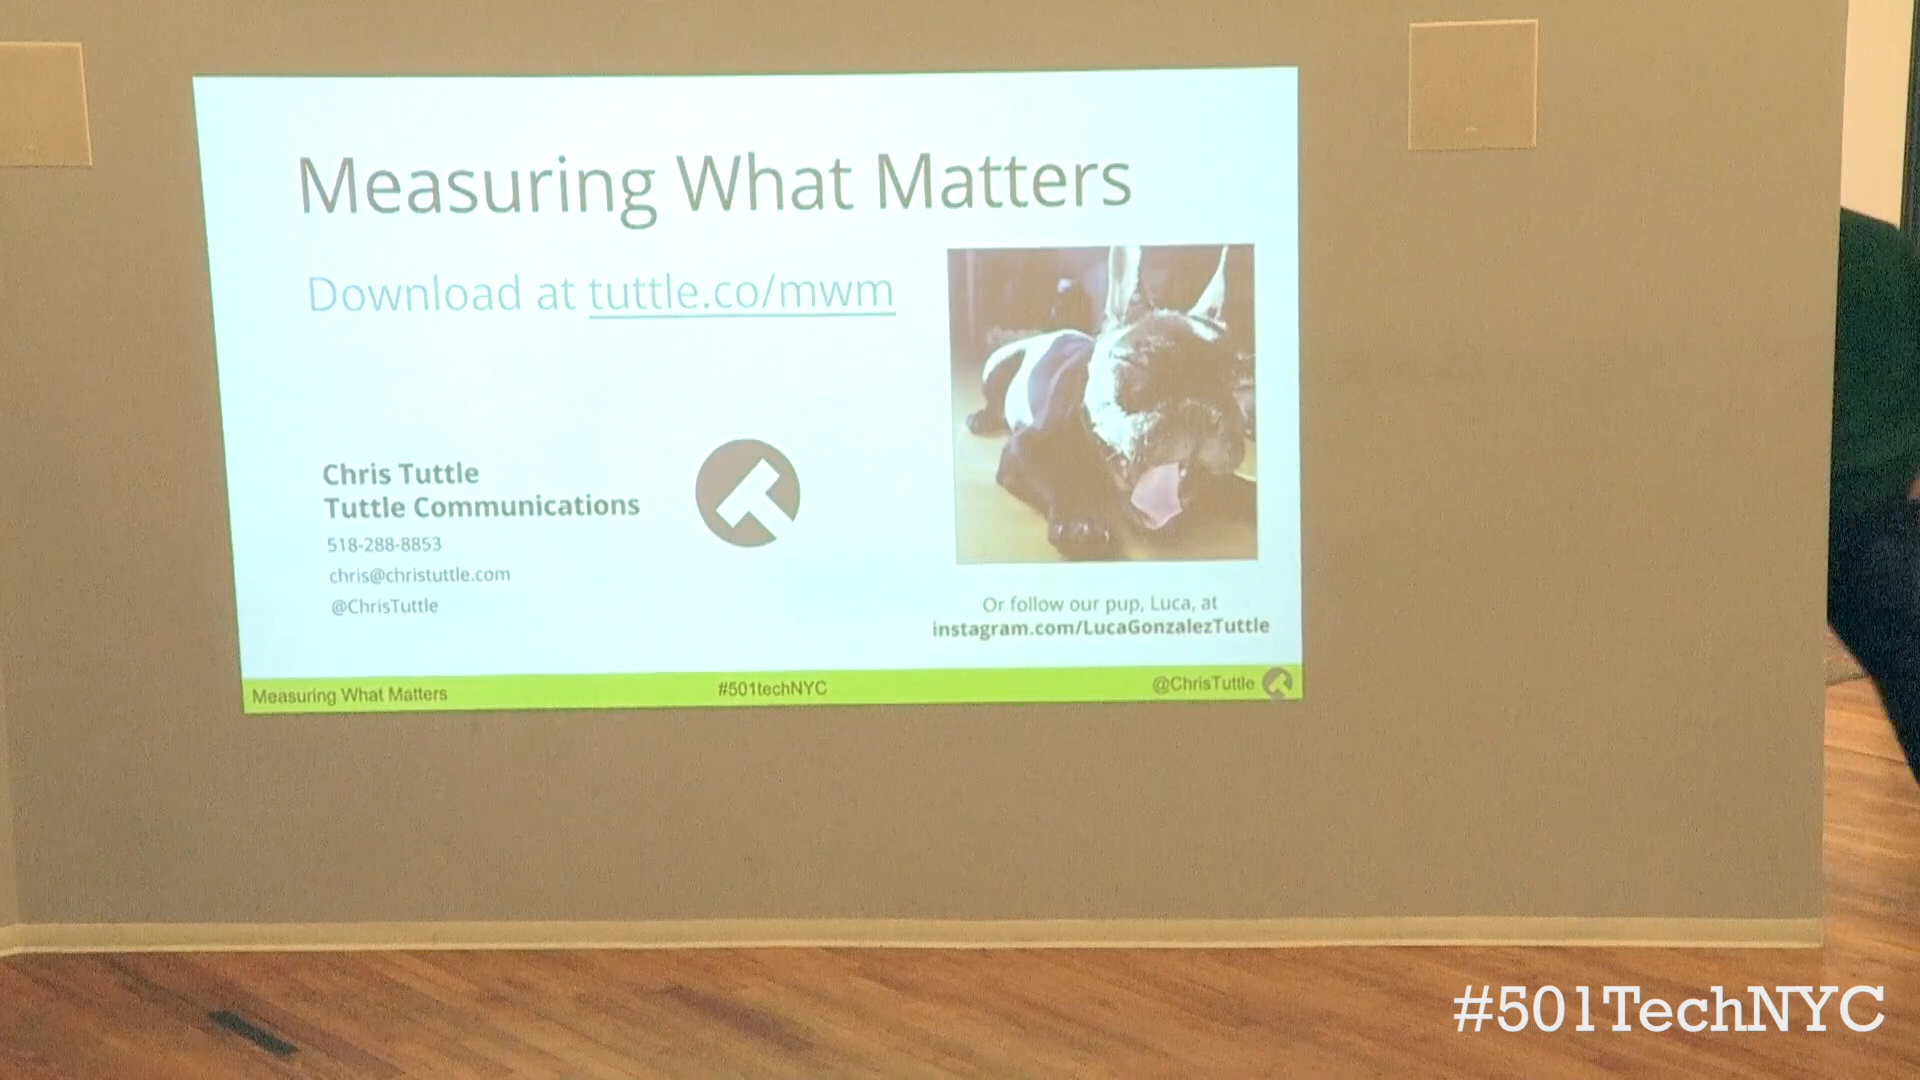 Measuring What Matters
Download at tuttle.co/mwm
Chris Tuttle
Tuttle Communications
518-288-8853
chris@christuttle.com
@ChrisTuttle
Or follow our pup, Luca, at
instagram.com/LucaGonzalezTuttle
Measuring What Matters
#501techNYC
@ChrisTuttle
#501TechNYC